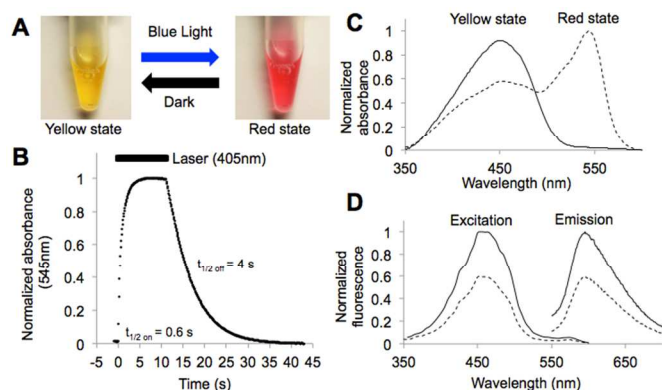 A
Blue Light
Dark
Yellow state
Red state
B
Laser (405nm)
Normalized absorbance
(545nm)
1
0.8
0.6
0.4
0.2
0
t1/2 off = 4 s
t1/2 on = 0.6 s
-5 0 5 10 15 20 25 30 35 40 45
Time (s)
C
Yellow state
Red state
Normalized
absorbance
1
0.8
0.6
0.4
0.2
0
350 450 550
Wavelength (nm)
D
Excitation
Emission
Normalized
fluorescence
1
0.8
0.6
0.4
0.2
0
350 450 550 650
Wavelength (nm)